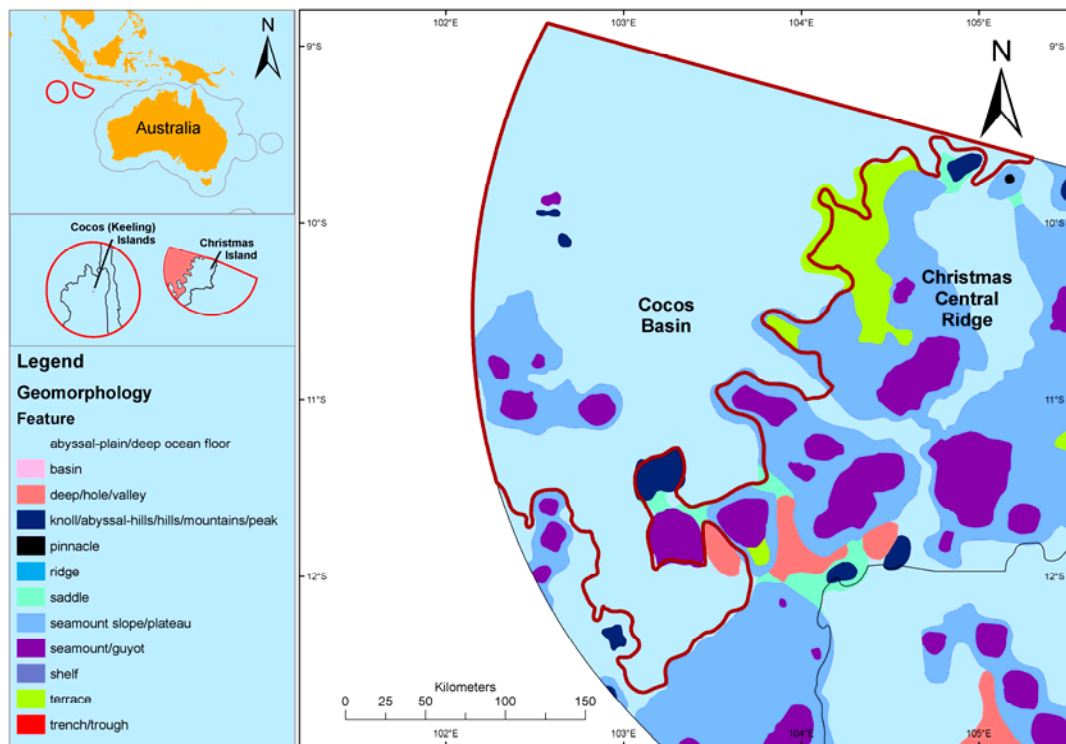 N
Australia
Cocos (Keeling)
Islands
Christmas
Island
Legend
Geomorphology
Feature
abyssal-plain/deep ocean floor
basin
deep/hole/valley
knoll/abyssal-hills/hills/mountains/peak
pinnacle
ridge
saddle
seamount slope/plateau
seamount/guyot
shelf
terrace
trench/trough
102°E 103°E 104°E 105°E
9°S 9°S
N
10°S 10°S
Cocos
Basin
Christmas
Central
Ridge
11°S 11°S
12°S 12°S
Kilometers
0 25 50 100 150
102°E 103°E 104°E 105°E